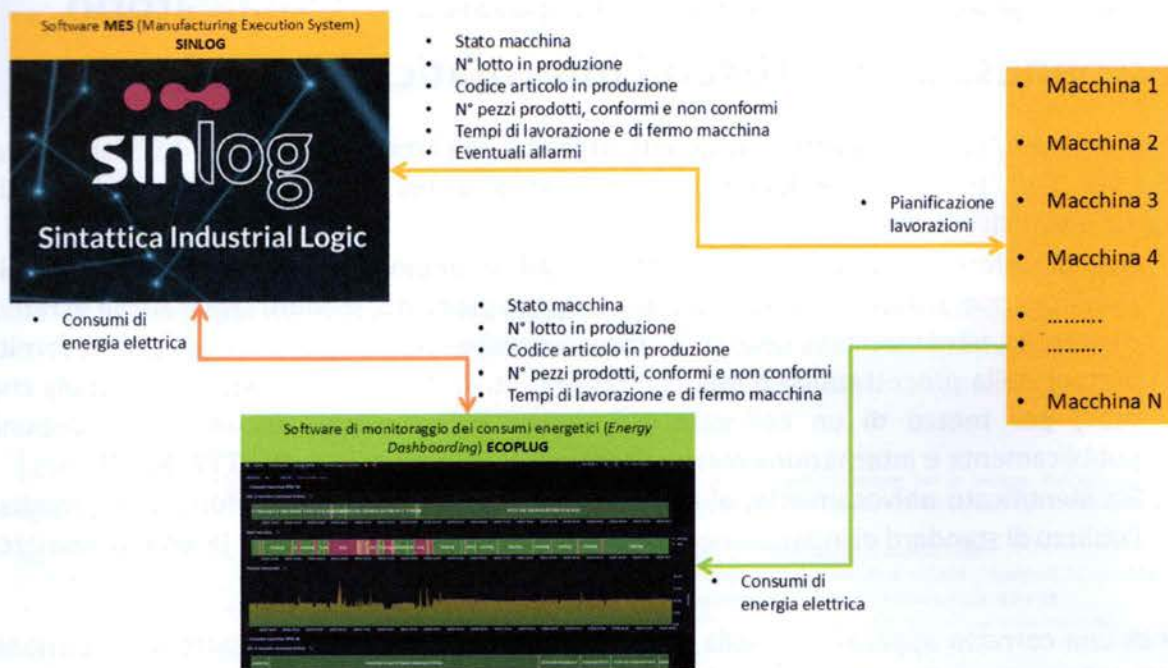 Software MES (Manufacturing Execution System)
SINLOG
sinlog
Sintattica Industrial Logic
• Stato macchina
• N° lotto in produzione
• Codice articolo in produzione
• N° pezzi prodotti, conformi e non conformi
• Tempi di lavorazione e di fermo macchina
• Eventuali allarmi
• Pianificazione
lavorazioni
• Macchina 1
• Macchina 2
• Macchina 3
• Macchina 4
• ..........
• ..........
• Macchina N
• Consumi di
energia elettrica
• Stato macchina
• N° lotto in produzione
• Codice articolo in produzione
• N° pezzi prodotti, conformi e non conformi
• Tempi di lavorazione e di fermo macchina
Software di monitoraggio dei consumi energetici (Energy
Dashboarding) ECOPLUG
• Consumi di
energia elettrica